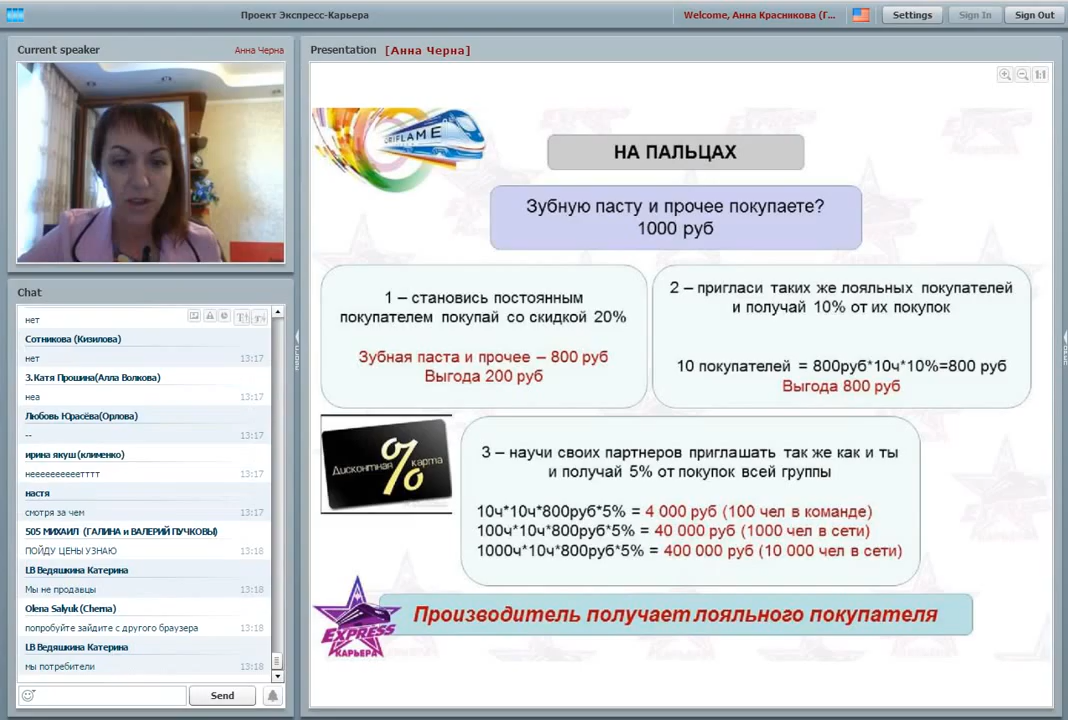 Проект Экспресс-Карьера
Welcome, Анна Красникова (Г...
Settings
Sign In
Sign Out
Current speaker
Анна Черна
Presentation [Анна Черна]
1:1
ORIFLAME
НА ПАЛЬЦАХ
Зубную пасту и прочее покупаете?
1000 руб
1 – становись постоянным
покупателем покупай со скидкой 20%
Зубная паста и прочее – 800 руб
Выгода 200 руб
2 – пригласи таких же лояльных покупателей
и получай 10% от их покупок
10 покупателей = 800руб*10ч*10%=800 руб
Выгода 800 руб
Дисконтная карта
%
3 – научи своих партнеров приглашать так же как и ты
и получай 5% от покупок всей группы
10ч*10ч*800руб*5% = 4 000 руб (100 чел в команде)
100ч*10ч*800руб*5% = 40 000 руб (1000 чел в сети)
1000ч*10ч*800руб*5% = 400 000 руб (10 000 чел в сети)
EXPRESS
КАРЬЕРА
Производитель получает лояльного покупателя
Chat
нет
Сотникова (Кизилова)
нет 13:17
3.Катя Прошина(Алла Волкова)
неа 13:17
Любовь Юрасёва(Орлова)
-- 13:17
ирина якуш (клименко)
нееееееееееетттт 13:17
настя
смотря за чем 13:17
505 МИХАИЛ (ГАЛИНА и ВАЛЕРИЙ ПУЧКОВЫ)
ПОЙДУ ЦЕНЫ УЗНАЮ 13:18
LB Ведяшкина Катерина
Мы не продавцы 13:18
Olena Salyuk (Cherna)
попробуйте зайдите с другого браузера 13:18
LB Ведяшкина Катерина
мы потребители 13:18
Send